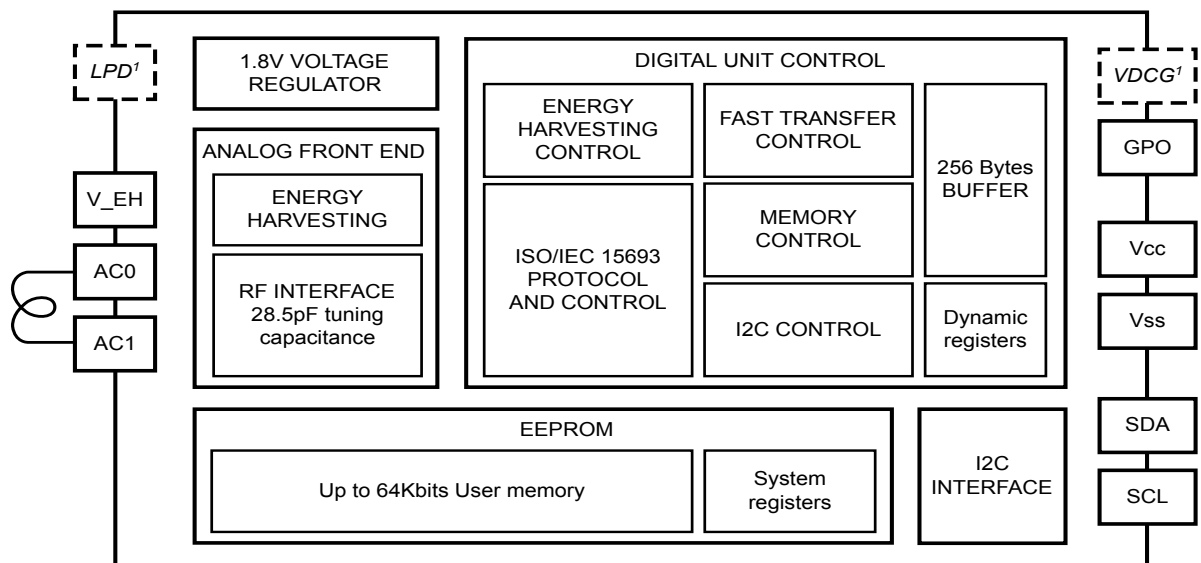 LPD¹
V_EH
AC0
AC1
1.8V VOLTAGE
REGULATOR
ANALOG FRONT END
ENERGY
HARVESTING
RF INTERFACE
28.5pF tuning
capacitance
DIGITAL UNIT CONTROL
ENERGY
HARVESTING
CONTROL
FAST TRANSFER
CONTROL
256 Bytes
BUFFER
ISO/IEC 15693
PROTOCOL
AND CONTROL
MEMORY
CONTROL
I2C CONTROL
Dynamic
registers
EEPROM
Up to 64Kbits User memory
System
registers
I2C
INTERFACE
VDCG¹
GPO
Vcc
Vss
SDA
SCL